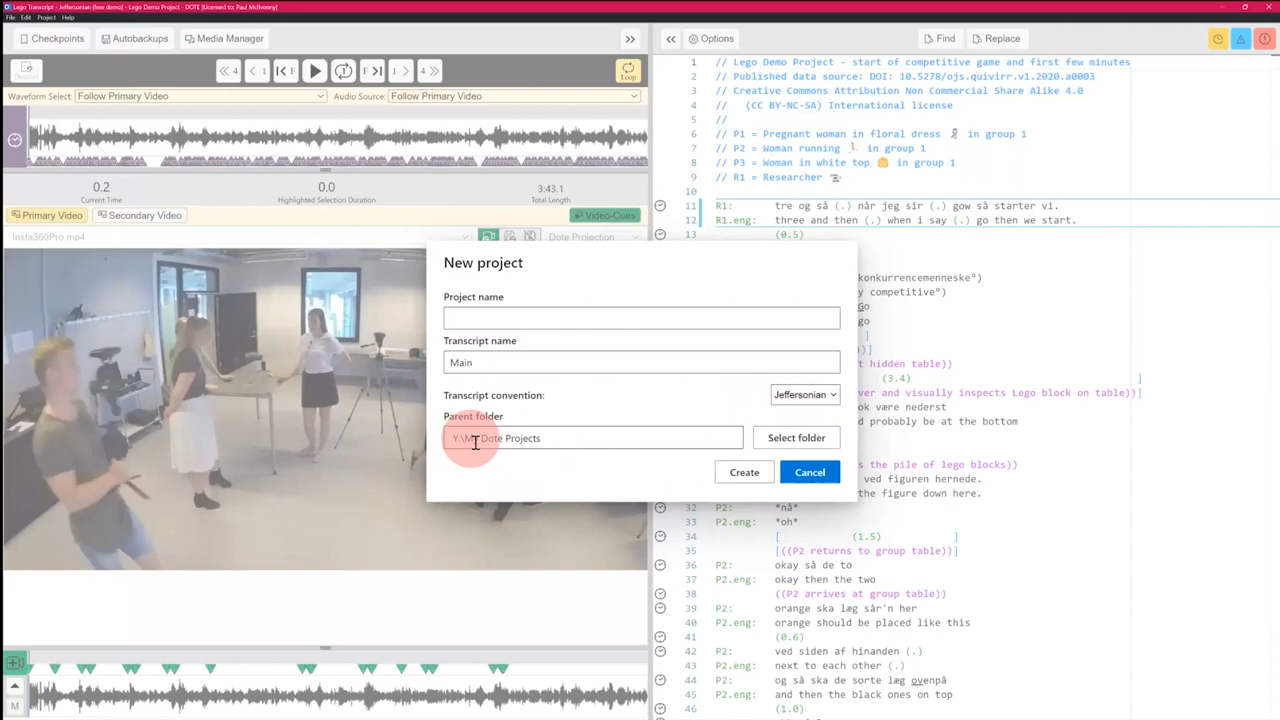 Lego Transcript - Jeffersonian (free demo) - Lego Demo Project - DOTE [Licensed to: Paul McIlvenny]
File Edit Project Help
Checkpoints Autobackups Media Manager
Options Find Replace
4 1 F F 1 4 Loop
Waveform Select: Follow Primary Video Audio Source: Follow Primary Video
0.2 0.0 3:43.1
Current Time Highlighted Selection Duration Total Length
Primary Video Secondary Video Video-Cues
Insta360Pro.mp4 Dote Projection
New project
Project name
Transcript name
Main
Transcript convention: Jeffersonian
Parent folder
Y:\My Dote Projects Select folder
Create Cancel
M
1 // Lego Demo Project - start of competitive game and first few minutes
2 // Published data source: DOI: 10.5278/ojs.quivirr.v1.2020.a0003
3 // Creative Commons Attribution Non Commercial Share Alike 4.0
4 // (CC BY-NC-SA) International license
5 //
6 // P1 = Pregnant woman in floral dress in group 1
7 // P2 = Woman running in group 1
8 // P3 = Woman in white top in group 1
9 // R1 = Researcher
10
11 R1: tre og så (.) når jeg sir (.) gow så starter vi.
12 R1.eng: three and then (.) when i say (.) go then we start.
13 (0.5)
konkurrencemenneske°)
y competitive°)
Go
go
]
)]
t hidden table))
(3.4) ]
ver and visually inspects Lego block on table))]
ok være nederst
d probably be at the bottom
)
s the pile of lego blocks))
ved figuren hernede.
the figure down here.
32 P2: *nå*
33 P2.eng: *oh*
34 [ (1.5) ]
35 [((P2 returns to group table))]
36 P2: okay så de to
37 P2.eng: okay then the two
38 ((P2 arrives at group table))
39 P2: orange ska læg sår'n her
40 P2.eng: orange should be placed like this
41 (0.6)
42 P2: ved siden af hinanden (.)
43 P2.eng: next to each other (.)
44 P2: og så ska de sorte læg ovenpå
45 P2.eng: and then the black ones on top
46 (1.0)